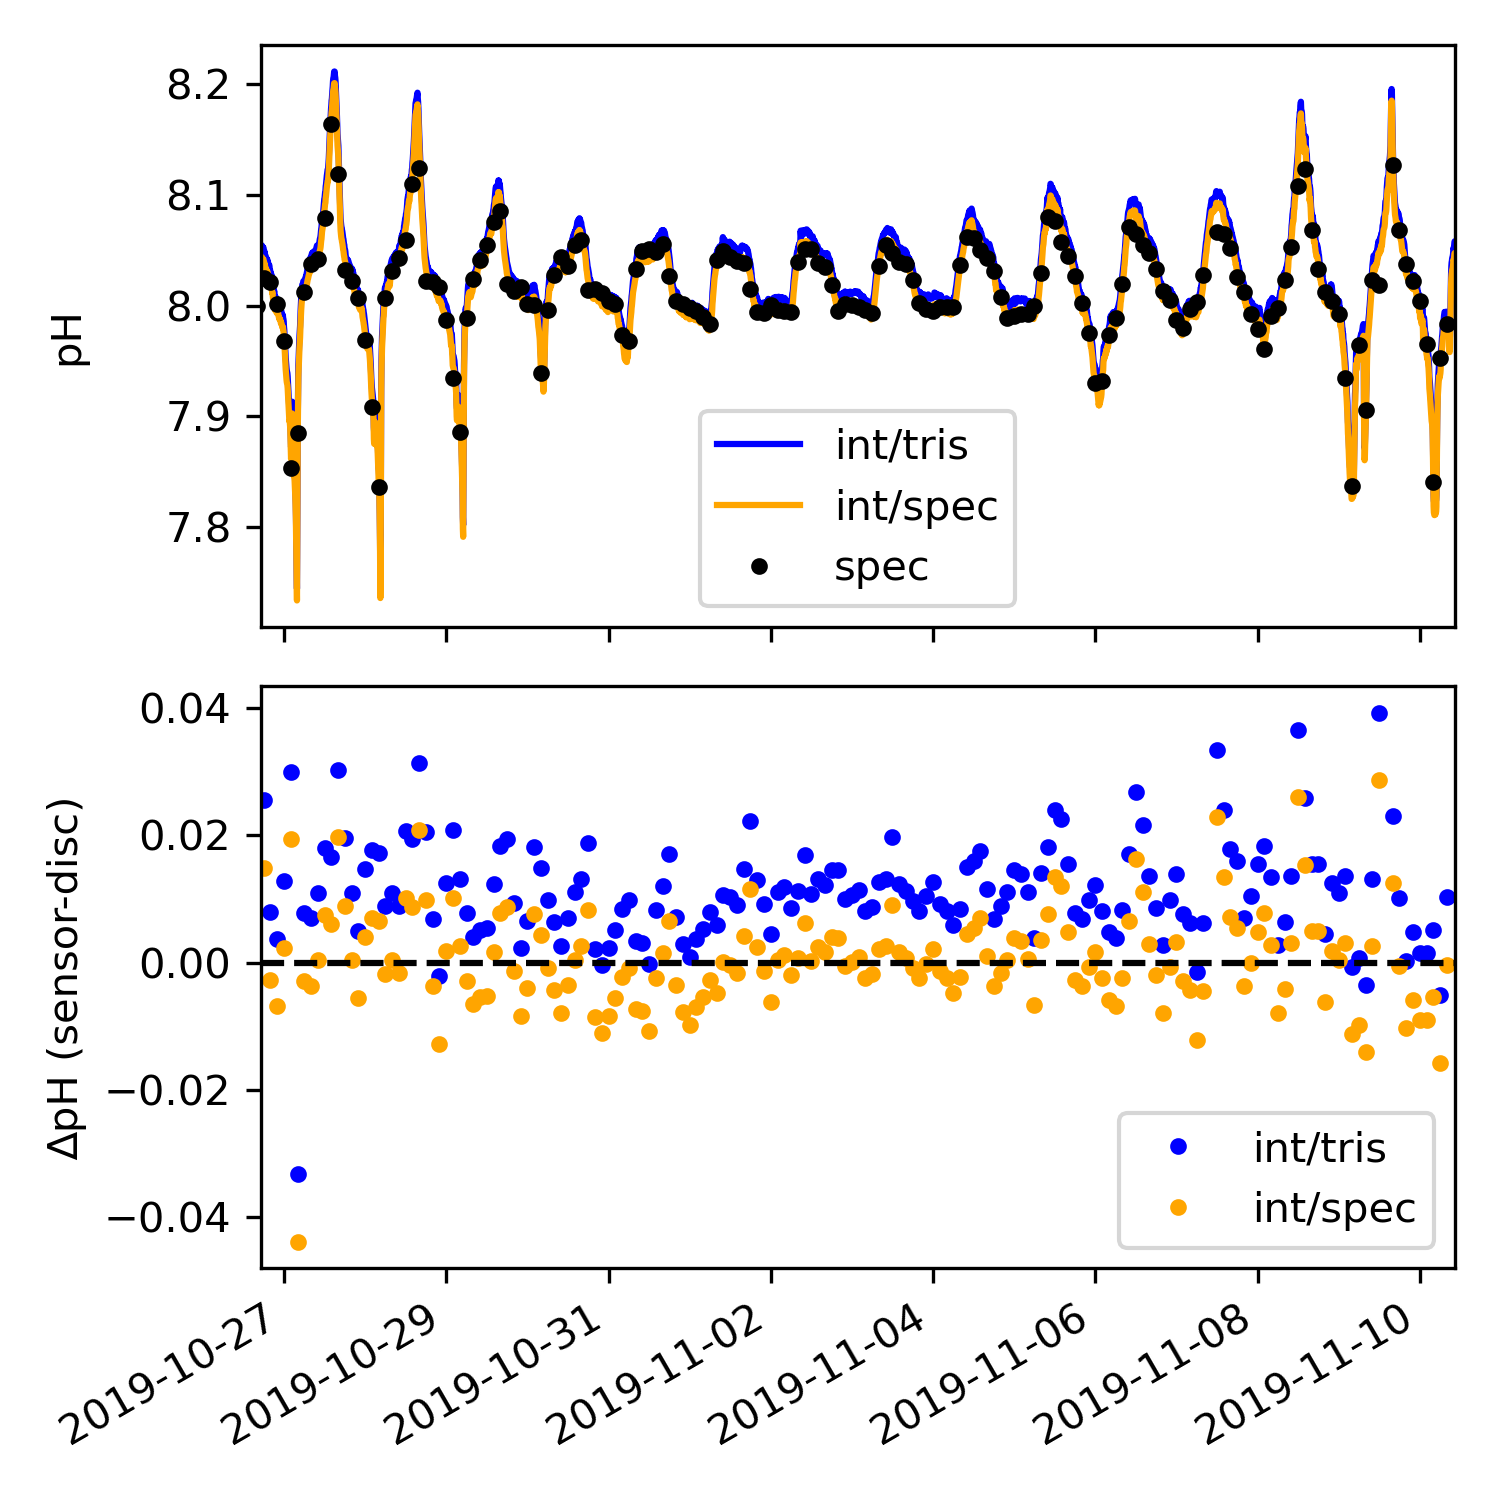 8.2
8.1
8.0
7.9
7.8
pH
int/tris
int/spec
spec
0.04
0.02
0.00
−0.02
−0.04
ΔpH (sensor-disc)
int/tris
int/spec
2019-10-27
2019-10-29
2019-10-31
2019-11-02
2019-11-04
2019-11-06
2019-11-08
2019-11-10